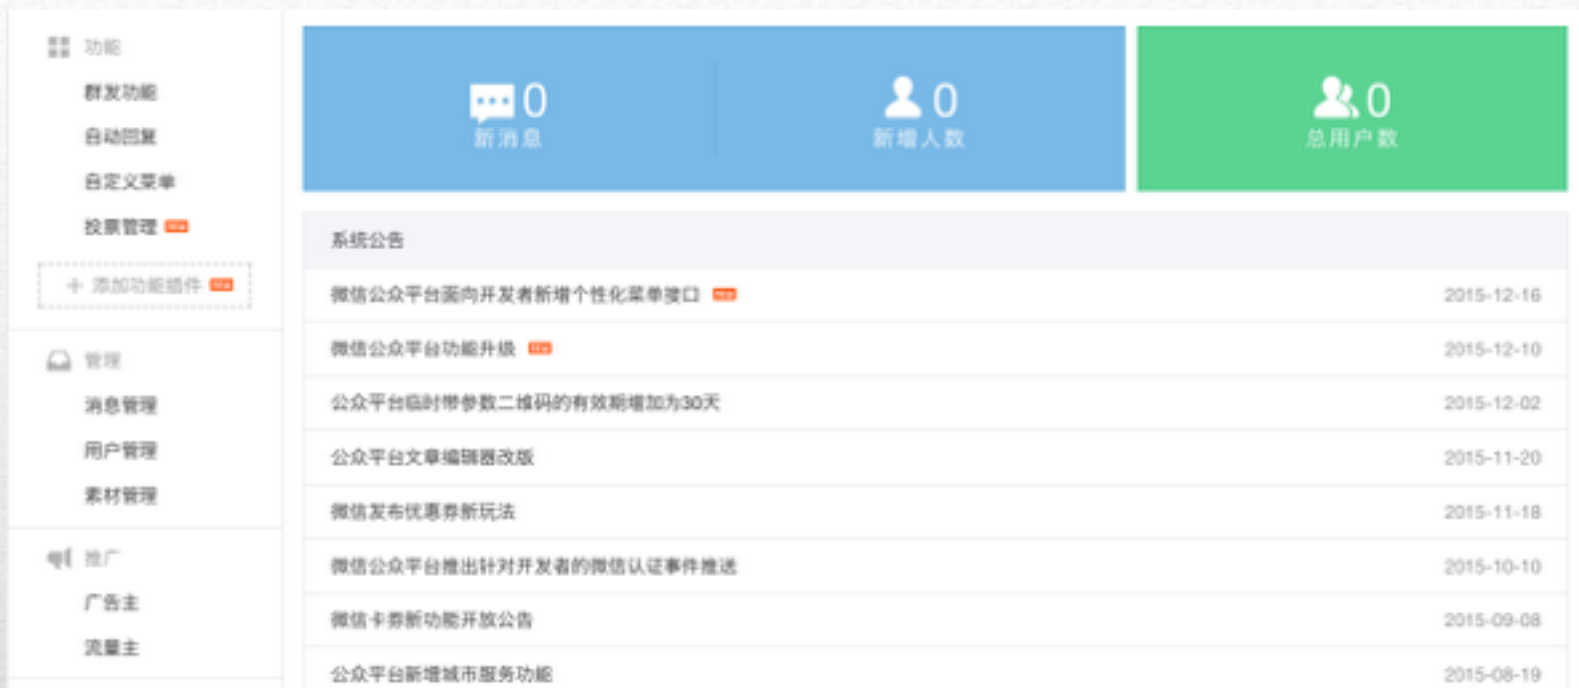 功能
群发功能
自动回复
自定义菜单
投票管理
+ 添加功能插件
管理
消息管理
用户管理
素材管理
推广
广告主
流量主
0
新消息
0
新增人数
0
总用户数
系统公告
微信公众平台面向开发者新增个性化菜单接口 2015-12-16
微信公众平台功能升级 2015-12-10
公众平台临时带参数二维码的有效期增加为30天 2015-12-02
公众平台文章编辑器改版 2015-11-20
微信发布优惠券新玩法 2015-11-18
微信公众平台推出针对开发者的微信认证事件推送 2015-10-10
微信卡券新功能开放公告 2015-09-08
公众平台新增城市服务功能 2015-08-19